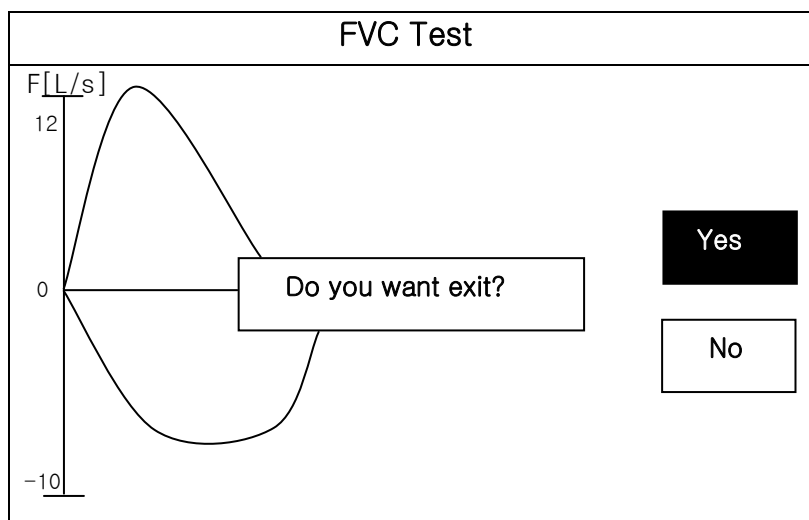 FVC Test
F[L/s]
12
0
Do you want exit?
Yes
No
-10